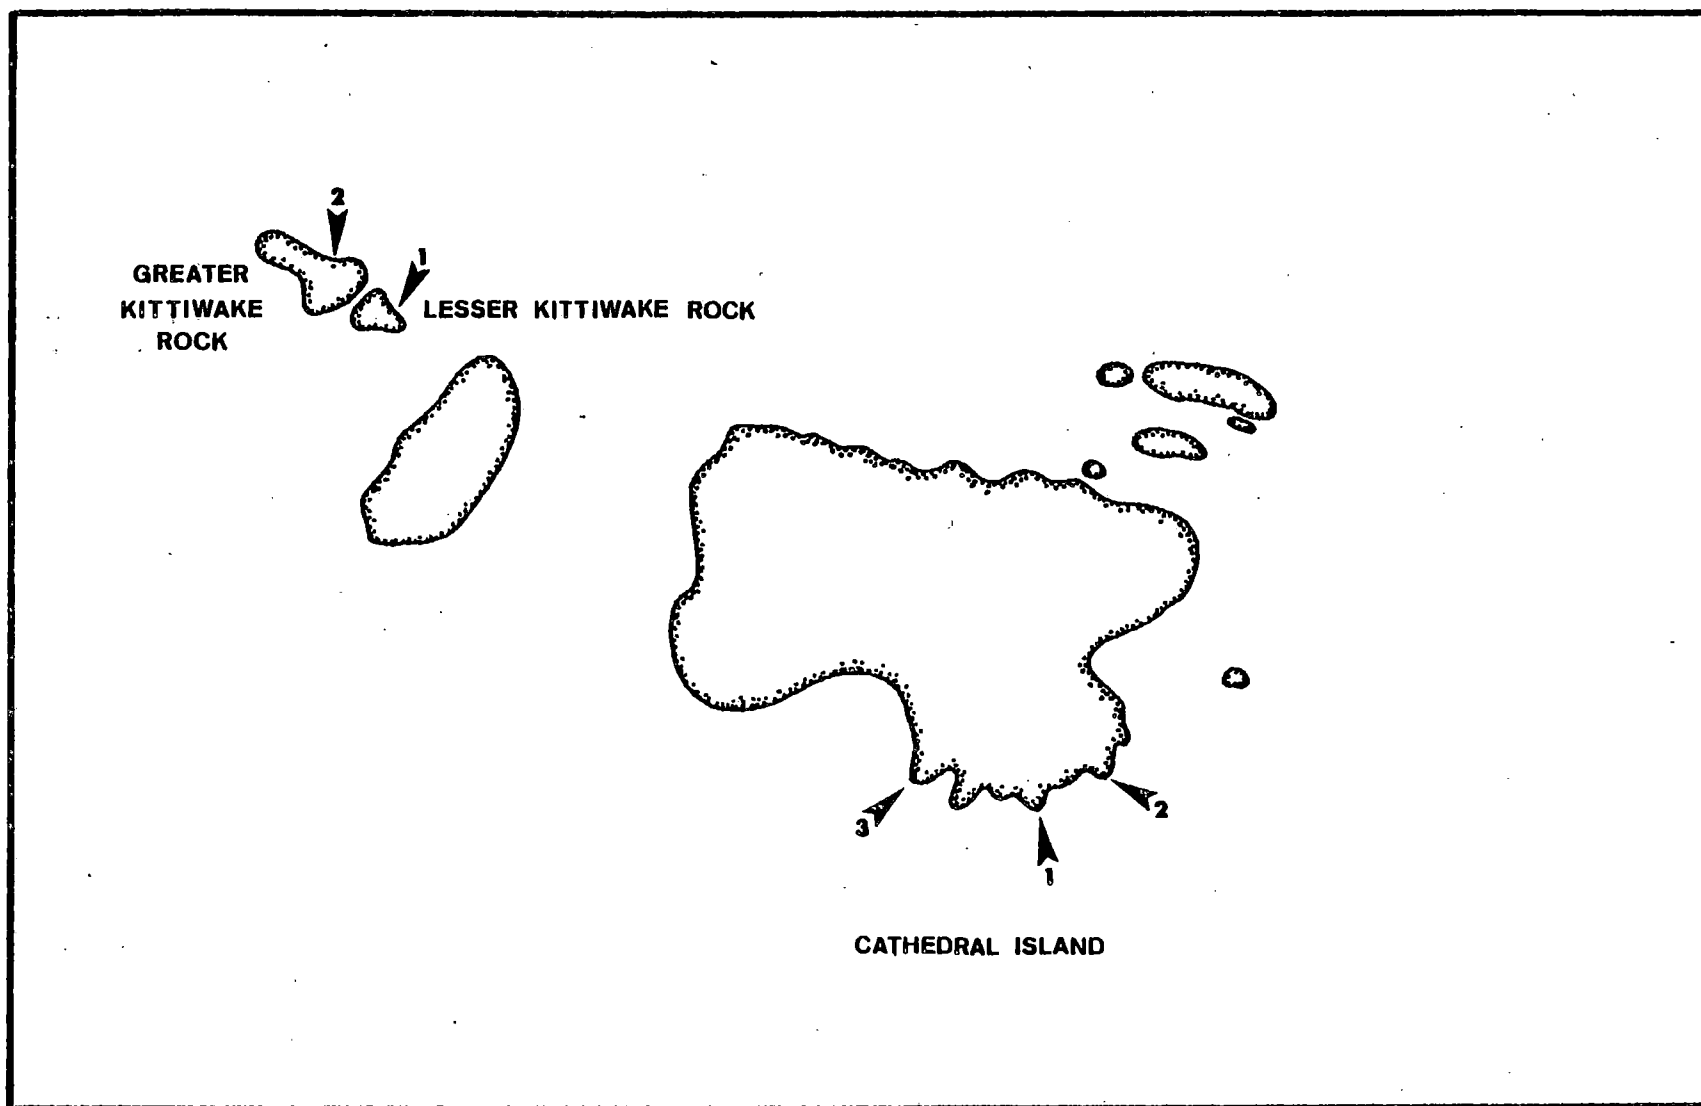 2
1
GREATER
KITTIWAKE
ROCK
LESSER KITTIWAKE ROCK
3
2
1
CATHEDRAL ISLAND